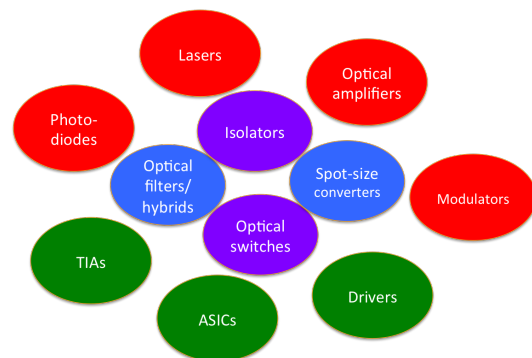 Lasers
Optical
amplifiers
Photo-
diodes
Isolators
Optical
filters/
hybrids
Spot-size
converters
Modulators
Optical
switches
TIAs
Drivers
ASICs